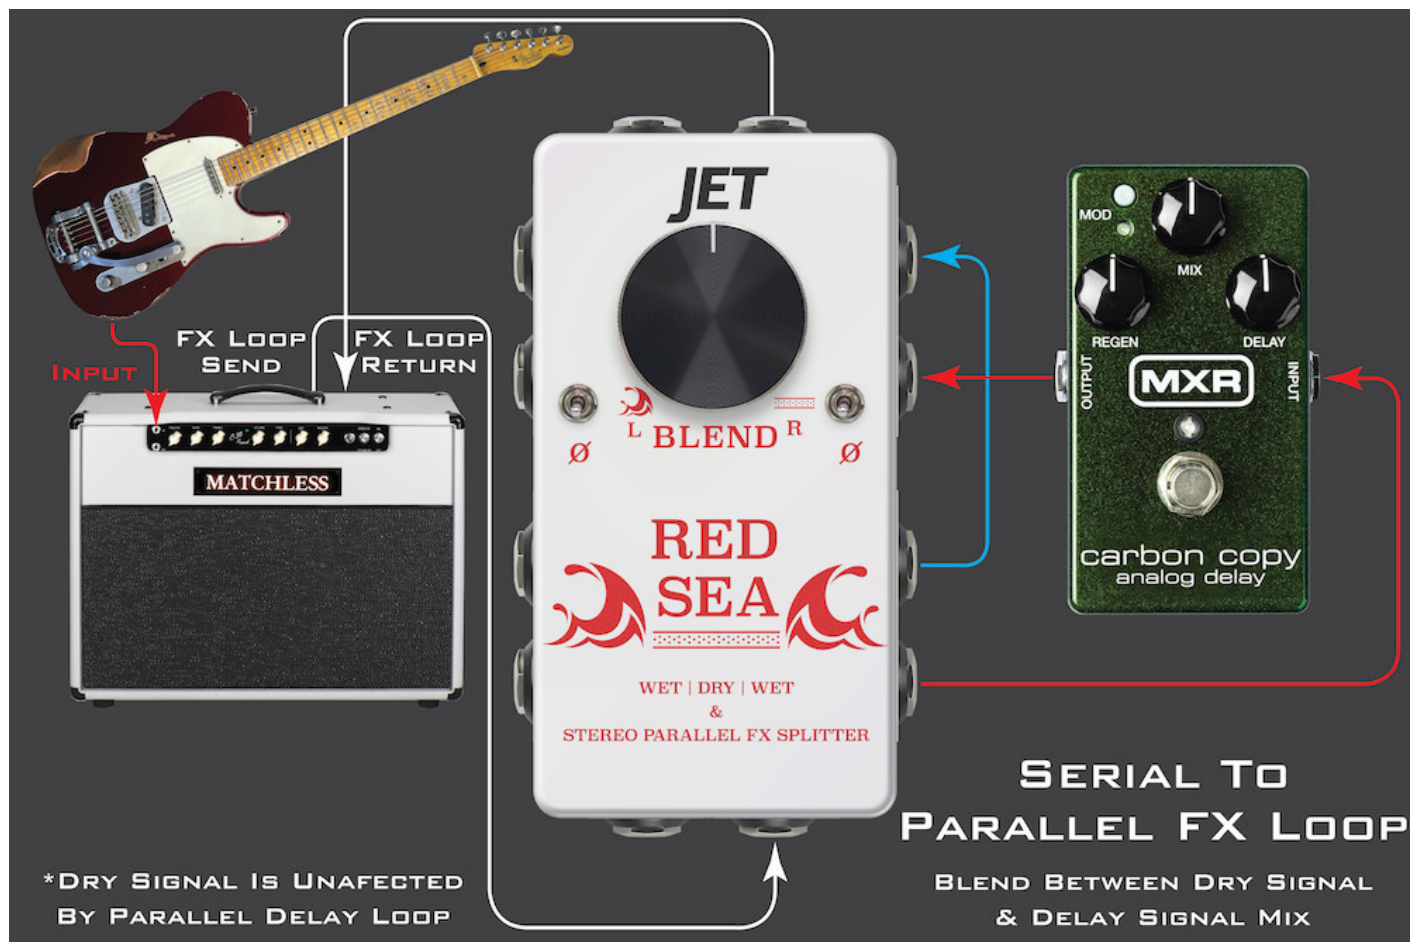 JET
MOD
MIX
FX LOOP
SEND
FX LOOP
RETURN
INPUT
REGEN
DELAY
OUTPUT
MXR
INPUT
L BLEND R
Ø
Ø
MATCHLESS
RED
SEA
carbon copy
analog delay
WET | DRY | WET
&
STEREO PARALLEL FX SPLITTER
SERIAL TO
PARALLEL FX LOOP
BLEND BETWEEN DRY SIGNAL
& DELAY SIGNAL MIX
*DRY SIGNAL IS UNAFECTED
BY PARALLEL DELAY LOOP